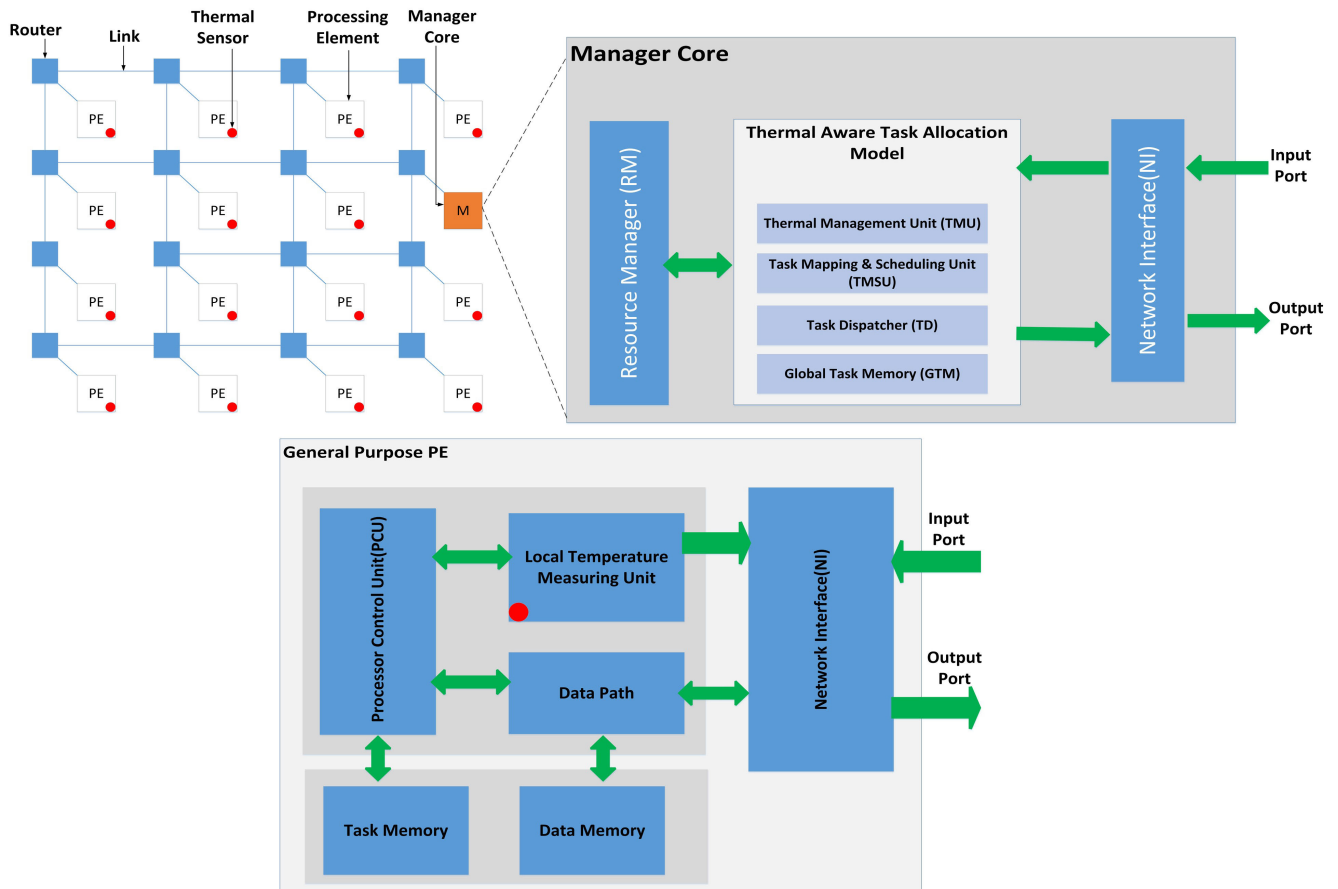 Router
Link
Thermal
Sensor
Processing
Element
Manager
Core
PE
PE
PE
PE
PE
PE
PE
M
PE
PE
PE
PE
PE
PE
PE
PE
Manager Core
Resource Manager (RM)
Thermal Aware Task Allocation
Model
Thermal Management Unit (TMU)
Task Mapping & Scheduling Unit
(TMSU)
Task Dispatcher (TD)
Global Task Memory (GTM)
Network Interface(NI)
Input
Port
Output
Port
General Purpose PE
Processor Control Unit(PCU)
Local Temperature
Measuring Unit
Data Path
Network Interface(NI)
Input
Port
Output
Port
Task Memory
Data Memory